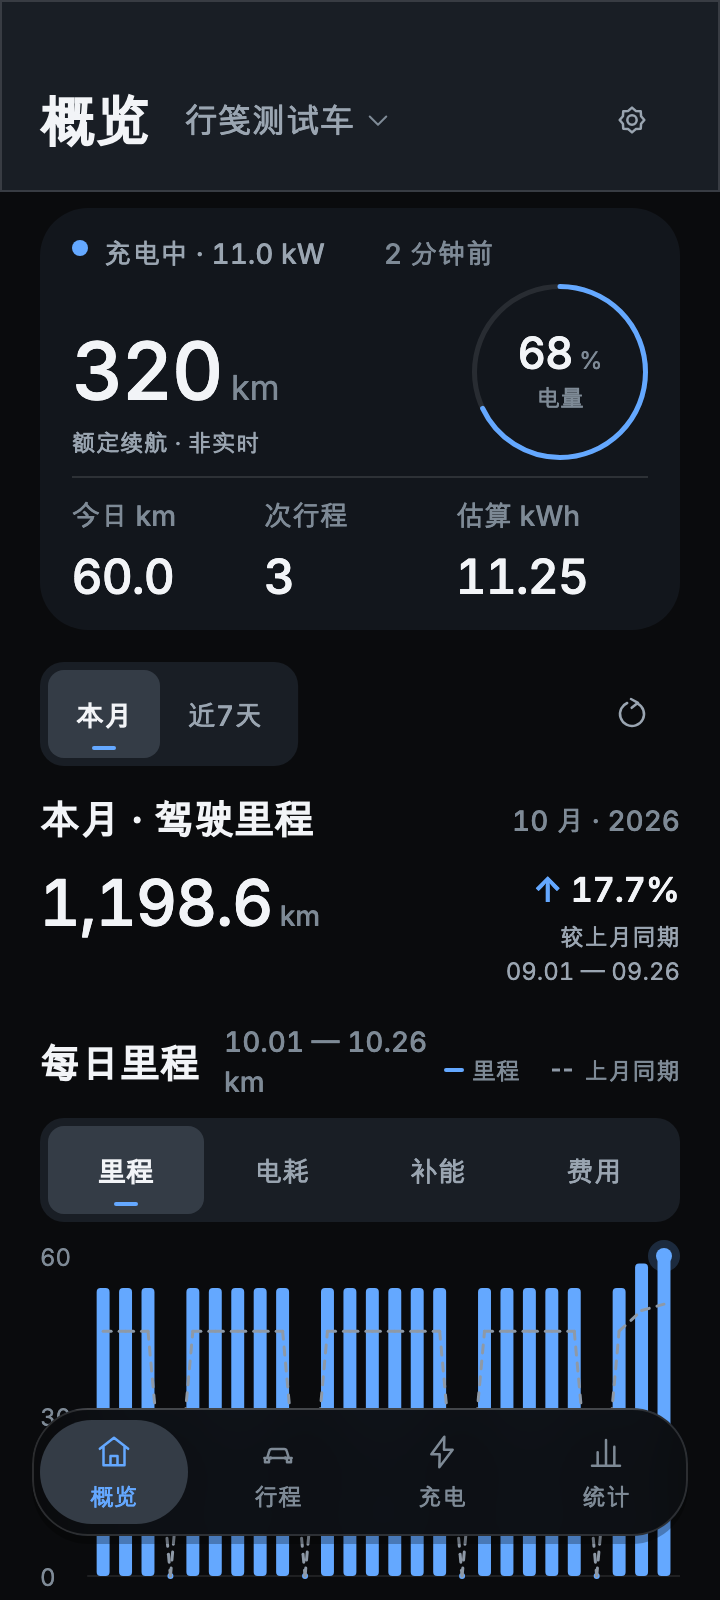 概览 行笺测试车
充电中 · 11.0 kW 2 分钟前
320 km
68 %
电量
额定续航 · 非实时
今日 km 次行程 估算 kWh
60.0 3 11.25
本月 近7天
本月 · 驾驶里程 10 月 · 2026
1,198.6 km ↑ 17.7%
较上月同期
09.01 — 09.26
每日里程 10.01 — 10.26 km
里程 上月同期
里程 电耗 补能 费用
60
30
0
概览 行程 充电 统计